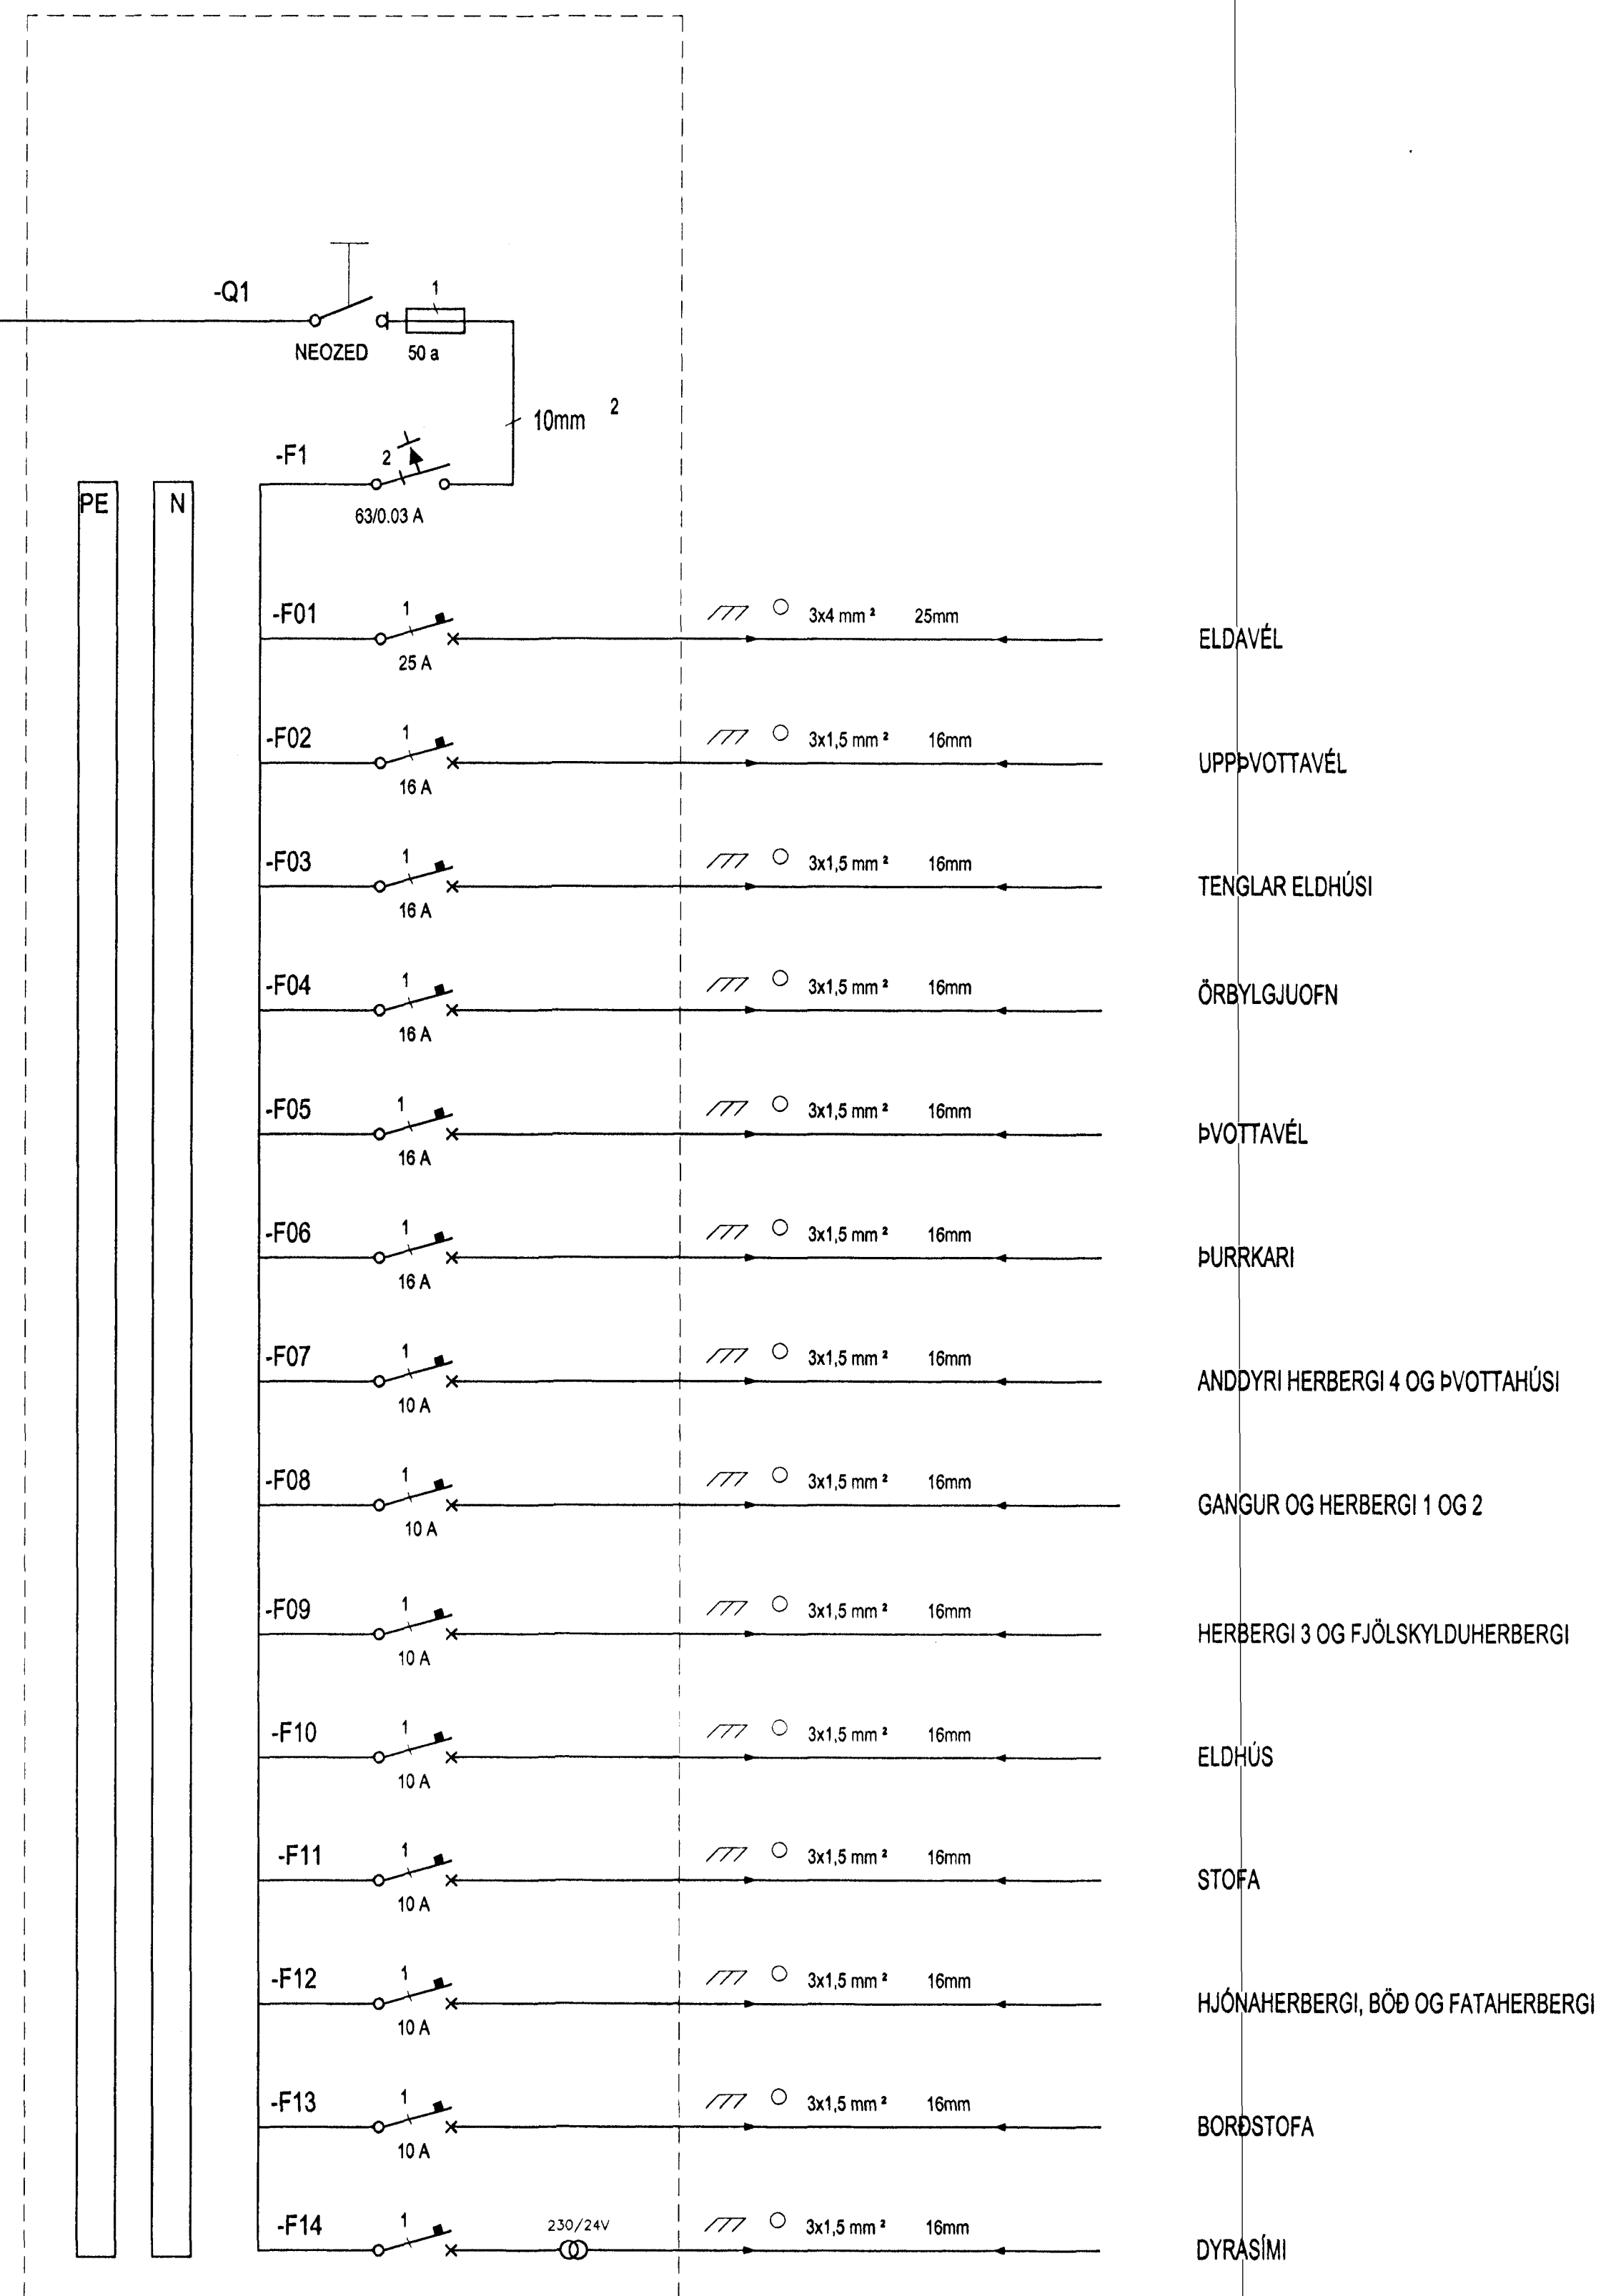 -Q1
1
NEOZED 50 a
10mm 2
-F1
2
63/0.03 A
PE N
-F01 1 3x4 mm ² 25mm
25 A
ELDAVÉL
-F02 1 3x1,5 mm ² 16mm
16 A
UPPÞVOTTAVÉL
-F03 1 3x1,5 mm ² 16mm
16 A
TENGLAR ELDHÚSI
-F04 1 3x1,5 mm ² 16mm
16 A
ÖRBYLGJUOFN
-F05 1 3x1,5 mm ² 16mm
16 A
ÞVOTTAVÉL
-F06 1 3x1,5 mm ² 16mm
16 A
ÞURRKARI
-F07 1 3x1,5 mm ² 16mm
10 A
ANDDYRI HERBERGI 4 OG ÞVOTTAHÚSI
-F08 1 3x1,5 mm ² 16mm
10 A
GANGUR OG HERBERGI 1 OG 2
-F09 1 3x1,5 mm ² 16mm
10 A
HERBERGI 3 OG FJÖLSKYLDUHERBERGI
-F10 1 3x1,5 mm ² 16mm
10 A
ELDHÚS
-F11 1 3x1,5 mm ² 16mm
10 A
STOFA
-F12 1 3x1,5 mm ² 16mm
10 A
HJÓNAHERBERGI, BÖÐ OG FATAHERBERGI
-F13 1 3x1,5 mm ² 16mm
10 A
BORÐSTOFA
-F14 1 230/24V 3x1,5 mm ² 16mm
DYRASÍMI